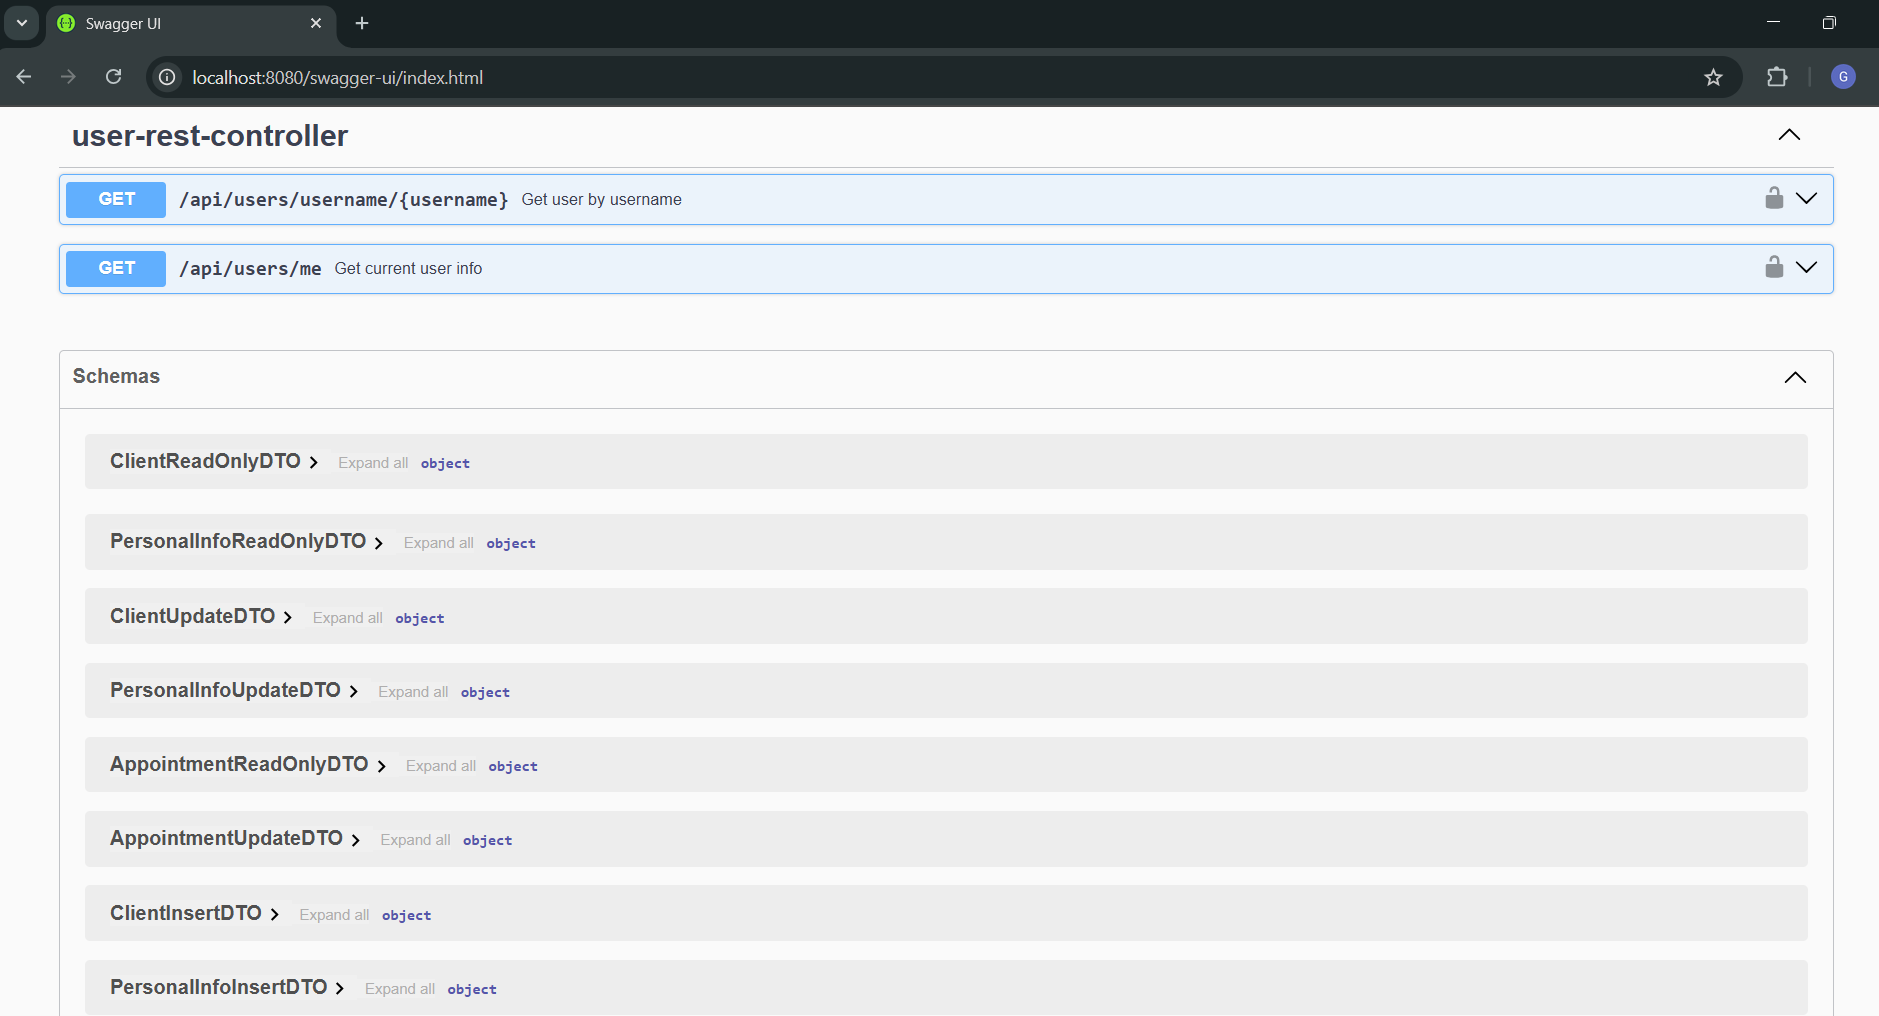 Swagger UI
localhost:8080/swagger-ui/index.html
G
user-rest-controller
GET /api/users/username/{username} Get user by username
GET /api/users/me Get current user info
Schemas
ClientReadOnlyDTO Expand all object
PersonalInfoReadOnlyDTO Expand all object
ClientUpdateDTO Expand all object
PersonalInfoUpdateDTO Expand all object
AppointmentReadOnlyDTO Expand all object
AppointmentUpdateDTO Expand all object
ClientInsertDTO Expand all object
PersonalInfoInsertDTO Expand all object